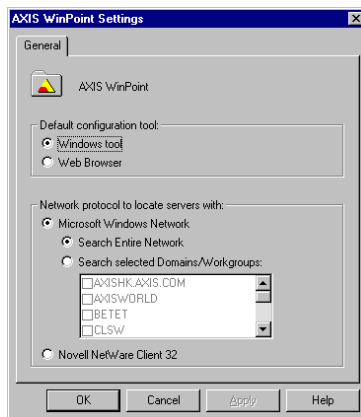 AXIS WinPoint Settings
General
AXIS WinPoint
Default configuration tool:
Windows tool
Web Browser
Network protocol to locate servers with:
Microsoft Windows Network
Search Entire Network
Search selected Domains/Workgroups:
AXISHK.AXIS.COM
AXISWORLD
BETET
CLSW
Novell NetWare Client 32
OK Cancel Apply Help